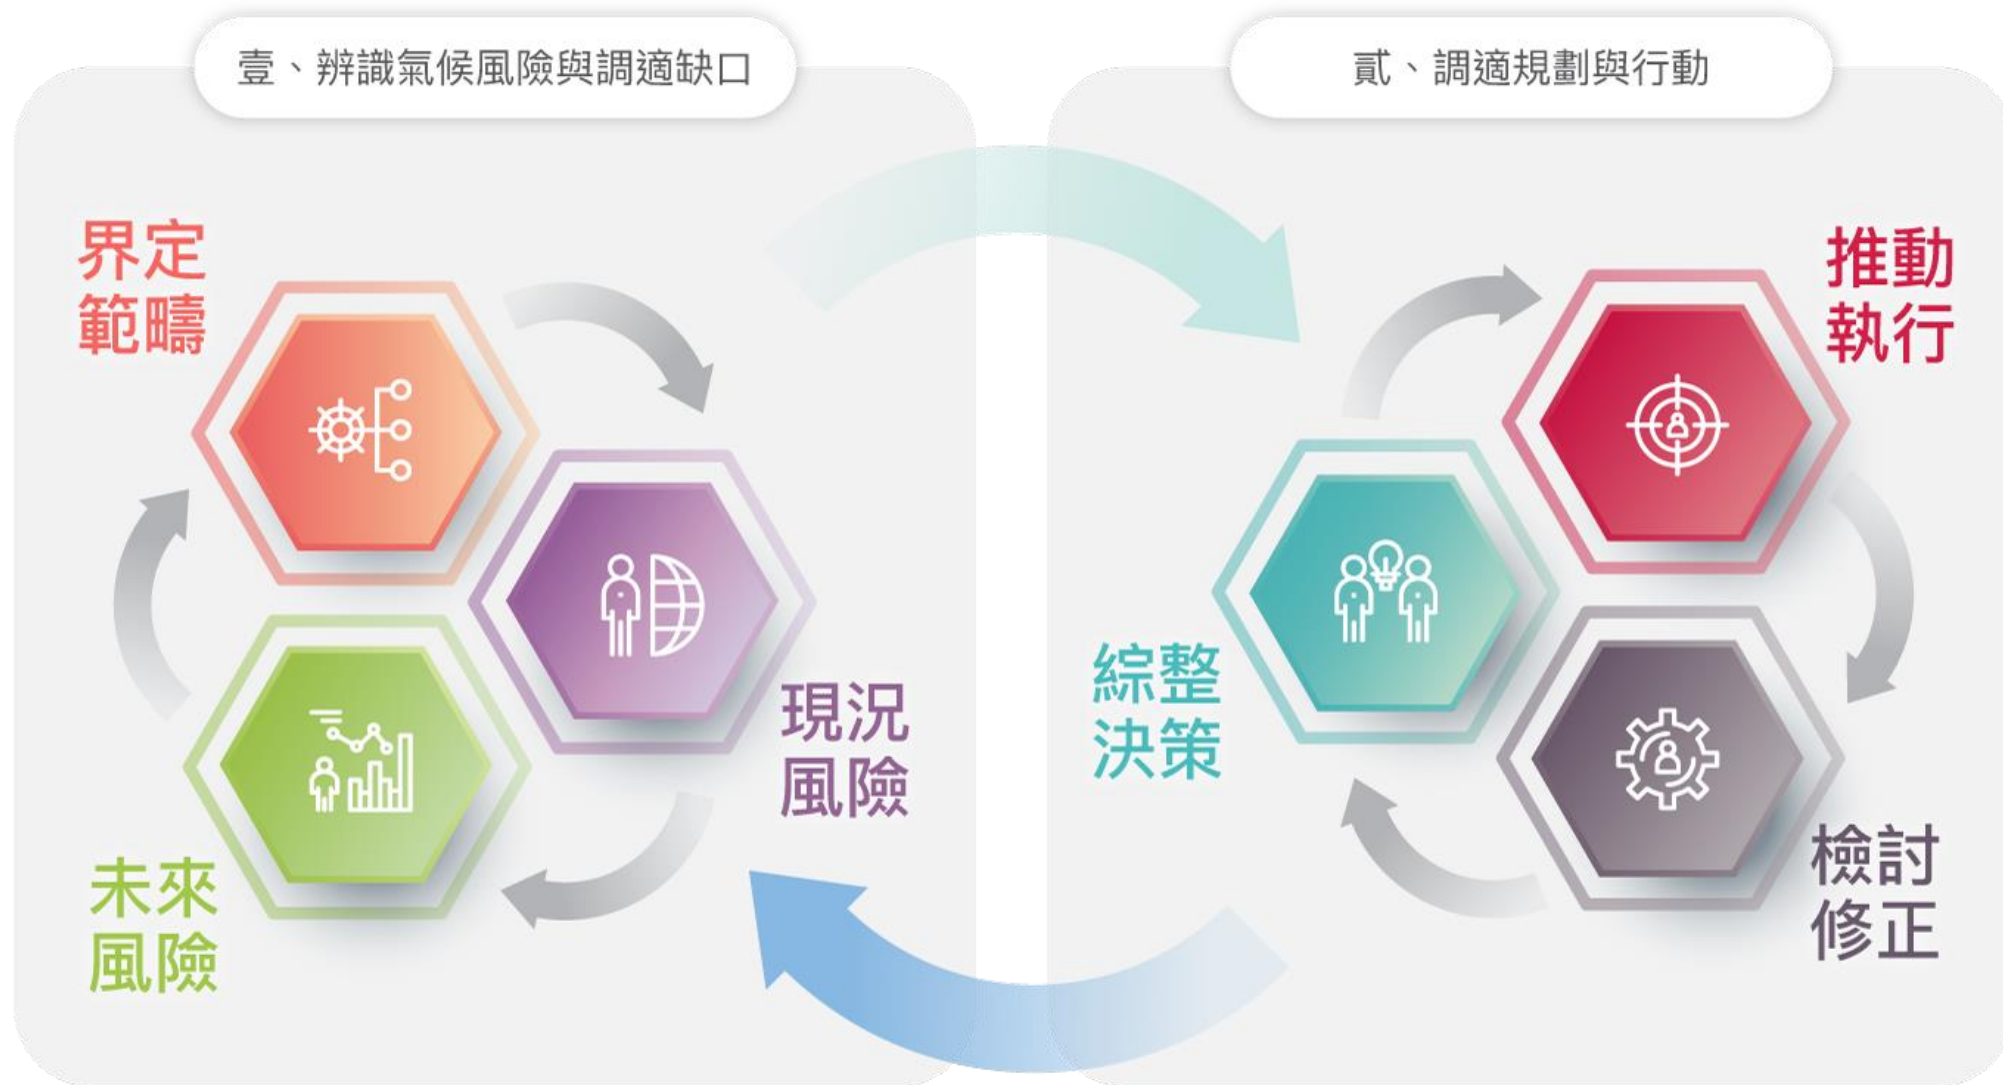 壹、辨識氣候風險與調適缺口
界定
範疇
現況
風險
未來
風險
貳、調適規劃與行動
推動
執行
綜整
決策
檢討
修正